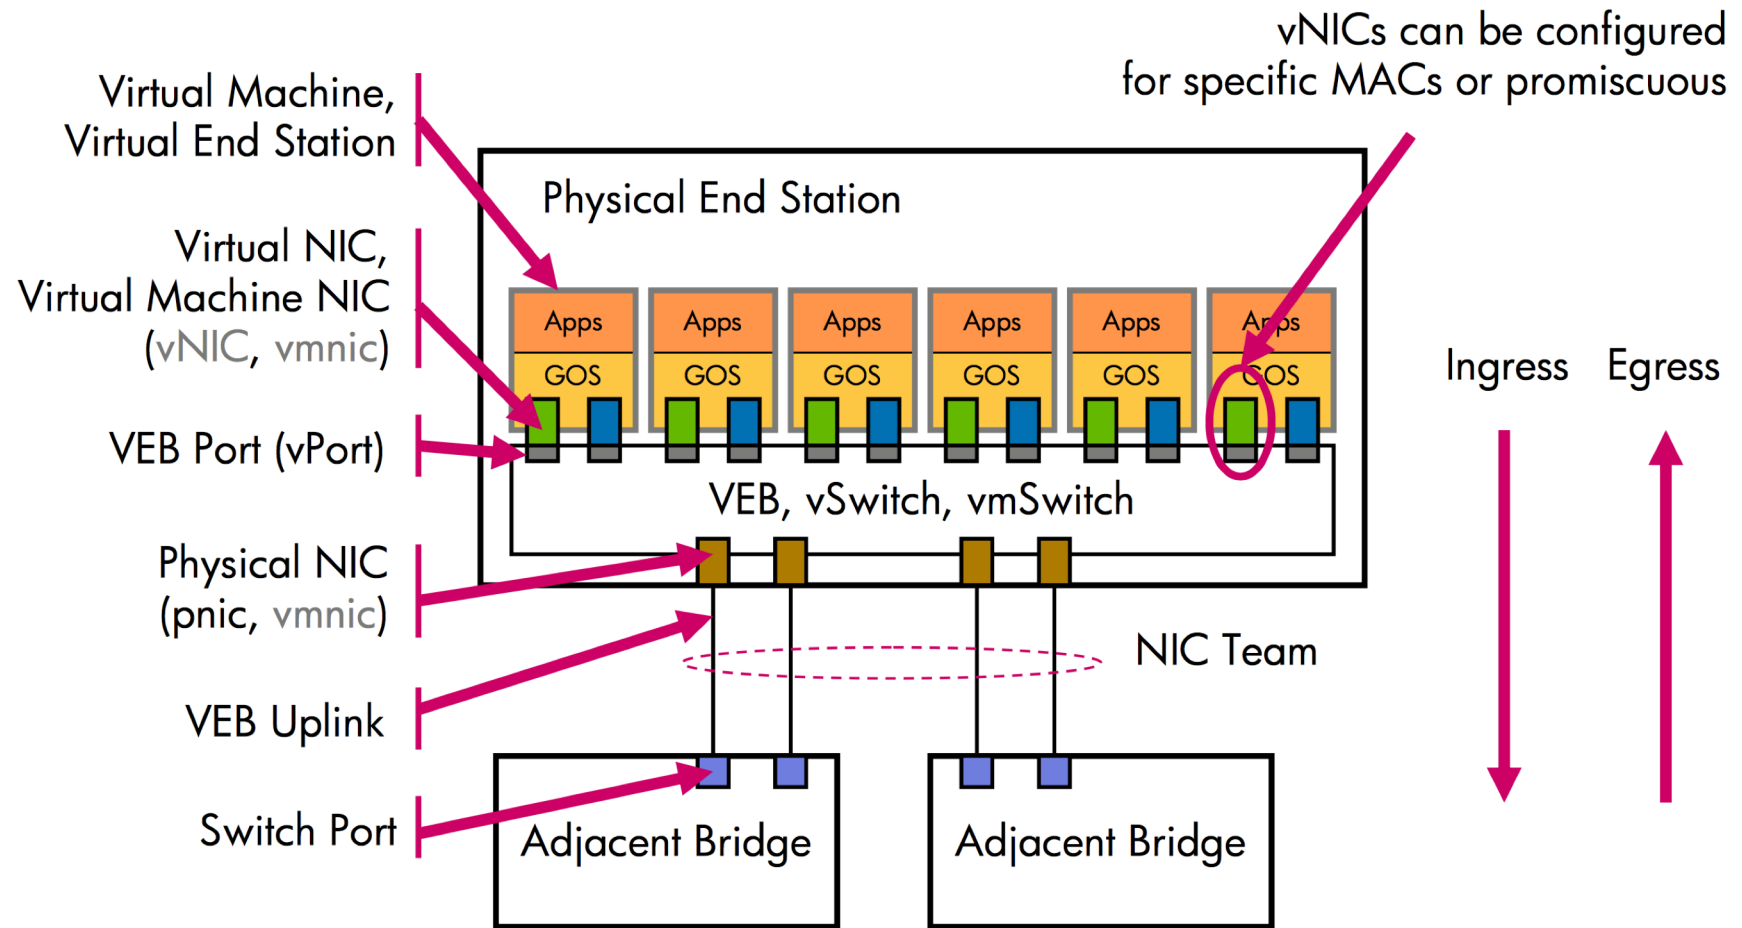 vNICs can be configured
for specific MACs or promiscuous
Virtual Machine,
Virtual End Station
Physical End Station
Virtual NIC,
Virtual Machine NIC
(vNIC, vmnic)
Apps
Apps
Apps
Apps
Apps
Apps
GOS
GOS
GOS
GOS
GOS
GOS
Ingress
Egress
VEB Port (vPort)
VEB, vSwitch, vmSwitch
Physical NIC
(pnic, vmnic)
NIC Team
VEB Uplink
Switch Port
Adjacent Bridge
Adjacent Bridge